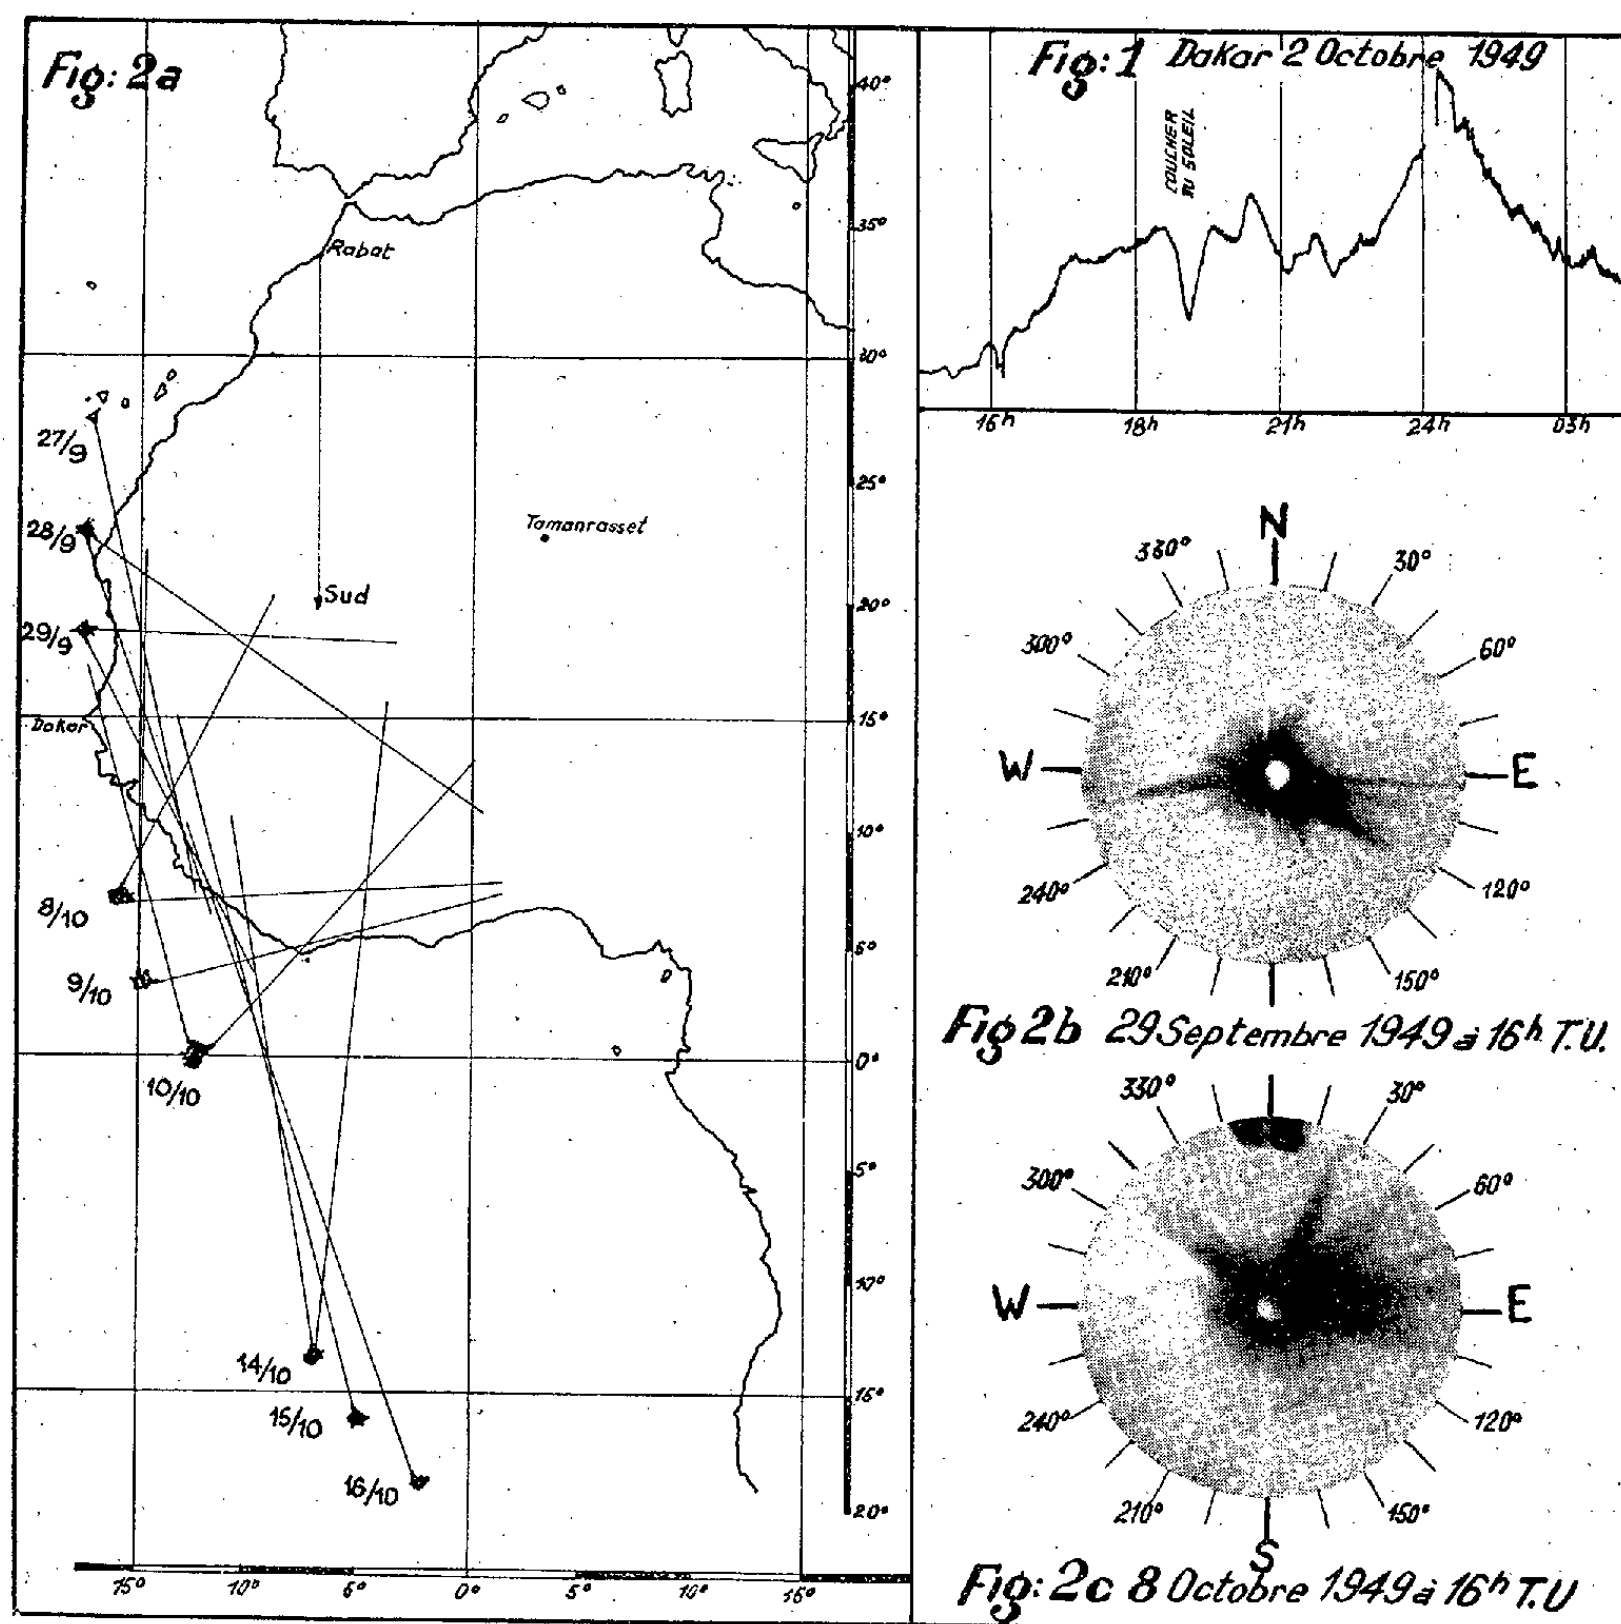 Fig: 2a
Rabat
Tamanrasset
Sud
Dakar
27/9
28/9
29/9
8/10
9/10
10/10
14/10
15/10
16/10
40°
35°
30°
25°
20°
15°
10°
5°
0°
5°
10°
15°
20°
15°
10°
5°
0°
5°
10°
15°
Fig: 1 Dakar 2 Octobre 1949
COUCHER
DU SOLEIL
16h 18h 21h 24h 03h
N
330° 30°
300° 60°
W E
240° 120°
210° 150°
Fig 2b 29 Septembre 1949 à 16h T.U.
330° 30°
300° 60°
W E
240° 120°
210° 150°
S
Fig: 2c 8 Octobre 1949 à 16h T.U